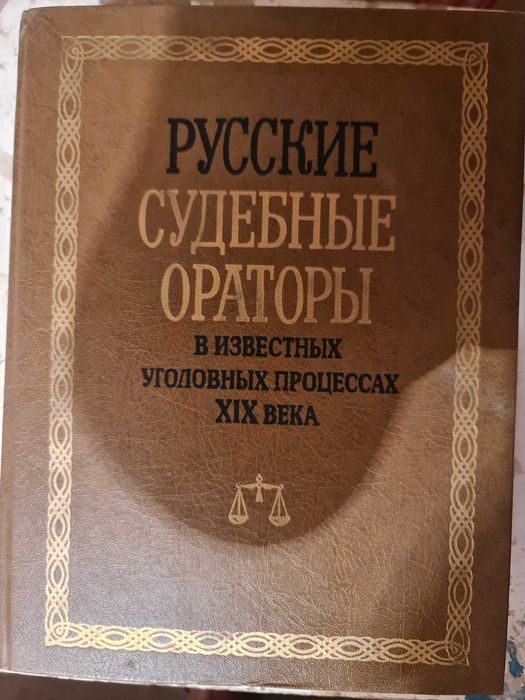 РУССКИЕ
СУДЕБНЫЕ
ОРАТОРЫ
В ИЗВЕСТНЫХ
УГОЛОВНЫХ ПРОЦЕССАХ
XIX ВЕКА